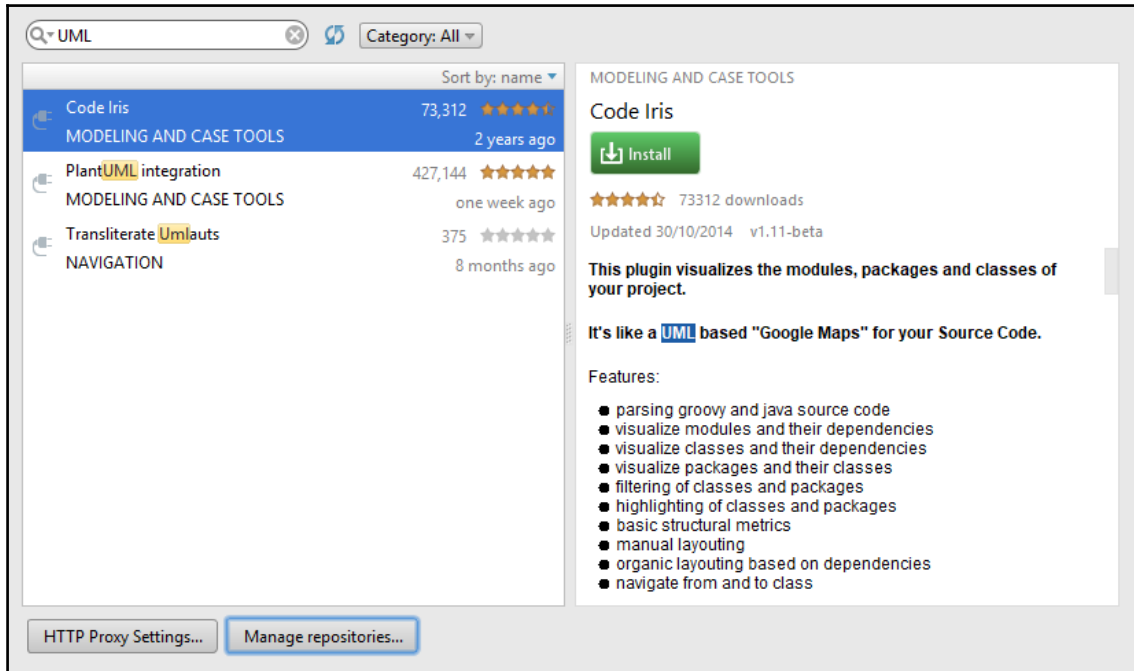 UML
Category: All
Sort by: name
Code Iris 73,312
MODELING AND CASE TOOLS 2 years ago
PlantUML integration 427,144
MODELING AND CASE TOOLS one week ago
Transliterate Umlauts 375
NAVIGATION 8 months ago
MODELING AND CASE TOOLS
Code Iris
Install
73312 downloads
Updated 30/10/2014 v1.11-beta
This plugin visualizes the modules, packages and classes of
your project.
It's like a UML based "Google Maps" for your Source Code.
Features:
parsing groovy and java source code
visualize modules and their dependencies
visualize classes and their dependencies
visualize packages and their classes
filtering of classes and packages
highlighting of classes and packages
basic structural metrics
manual layouting
organic layouting based on dependencies
navigate from and to class
HTTP Proxy Settings... Manage repositories...